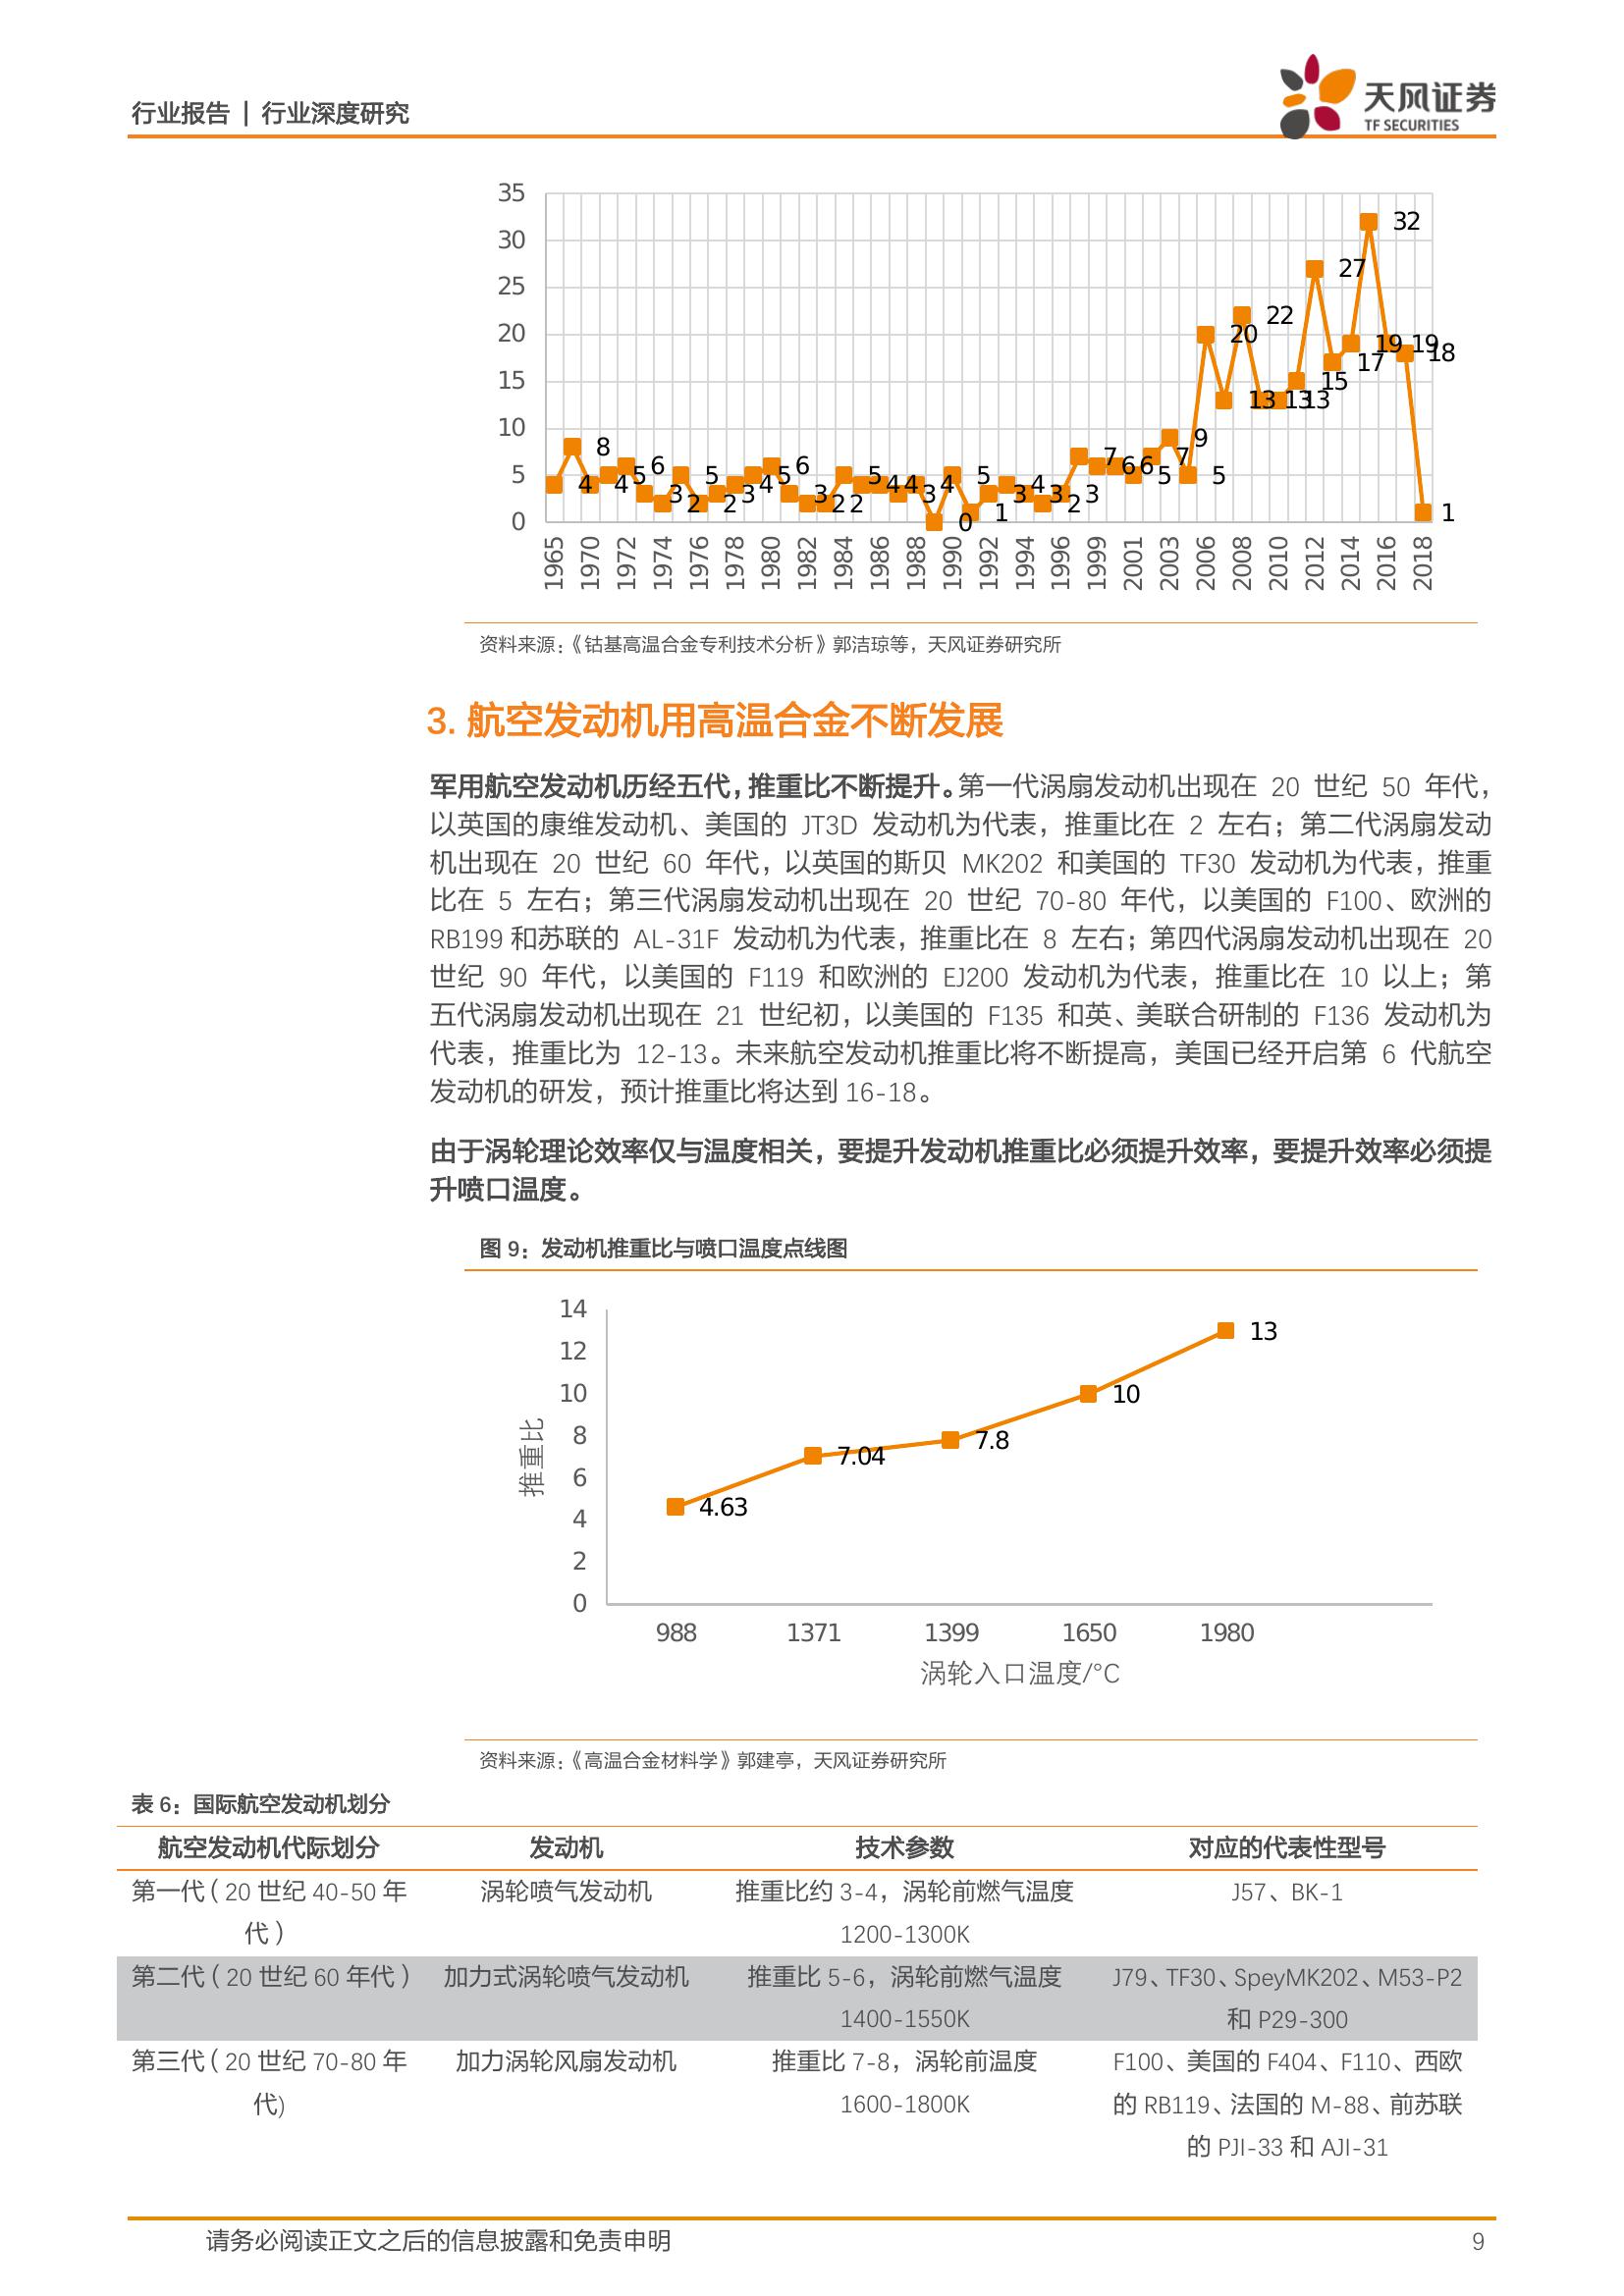 行业报告 | 行业深度研究
天风证券
TF SECURITIES
35
30
25
20
15
10
5
0
4 8 4 5 6 3 2 5 2 3 4 5 6 3 2 2 5 4 4 3 4 0 5 1 3 4 3 2 3 7 6 6 5 7 9 5 20 13 22 13 13 15 27 17 19 32 19 18 1
1965 1970 1972 1974 1976 1978 1980 1982 1984 1986 1988 1990 1992 1994 1996 1999 2001 2003 2006 2008 2010 2012 2014 2016 2018
资料来源：《钴基高温合金专利技术分析》郭洁琼等，天风证券研究所
3. 航空发动机用高温合金不断发展
军用航空发动机历经五代，推重比不断提升。第一代涡扇发动机出现在 20 世纪 50 年代，
以英国的康维发动机、美国的 JT3D 发动机为代表，推重比在 2 左右；第二代涡扇发动
机出现在 20 世纪 60 年代，以英国的斯贝 MK202 和美国的 TF30 发动机为代表，推重
比在 5 左右；第三代涡扇发动机出现在 20 世纪 70-80 年代，以美国的 F100、欧洲的
RB199 和苏联的 AL-31F 发动机为代表，推重比在 8 左右；第四代涡扇发动机出现在 20
世纪 90 年代，以美国的 F119 和欧洲的 EJ200 发动机为代表，推重比在 10 以上；第
五代涡扇发动机出现在 21 世纪初，以美国的 F135 和英、美联合研制的 F136 发动机为
代表，推重比为 12-13。未来航空发动机推重比将不断提高，美国已经开启第 6 代航空
发动机的研发，预计推重比将达到 16-18。
由于涡轮理论效率仅与温度相关，要提升发动机推重比必须提升效率，要提升效率必须提
升喷口温度。
图 9：发动机推重比与喷口温度点线图
14
12
10
8
6
4
2
0
推重比
4.63 7.04 7.8 10 13
988 1371 1399 1650 1980
涡轮入口温度/°C
资料来源：《高温合金材料学》郭建亭，天风证券研究所
表 6：国际航空发动机划分
航空发动机代际划分 发动机 技术参数 对应的代表性型号
第一代（20 世纪 40-50 年 涡轮喷气发动机 推重比约 3-4，涡轮前燃气温度 J57、BK-1
代） 1200-1300K
第二代（20 世纪 60 年代） 加力式涡轮喷气发动机 推重比 5-6，涡轮前燃气温度 J79、TF30、SpeyMK202、M53-P2
1400-1550K 和 P29-300
第三代（20 世纪 70-80 年 加力涡轮风扇发动机 推重比 7-8，涡轮前温度 F100、美国的 F404、F110、西欧
代) 1600-1800K 的 RB119、法国的 M-88、前苏联
的 PJI-33 和 AJI-31
请务必阅读正文之后的信息披露和免责申明 9